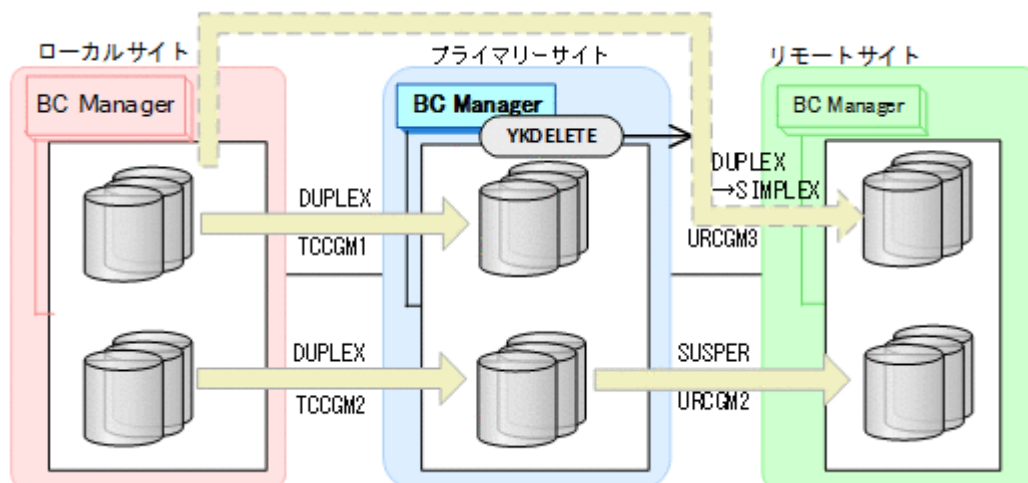 ローカルサイト
プライマリーサイト
リモートサイト
BC Manager
BC Manager
BC Manager
YKDELETE
DUPLEX
→SIMPLEX
DUPLEX
TCCGM1
URCGM3
DUPLEX
TCCGM2
SUSPER
URCGM2